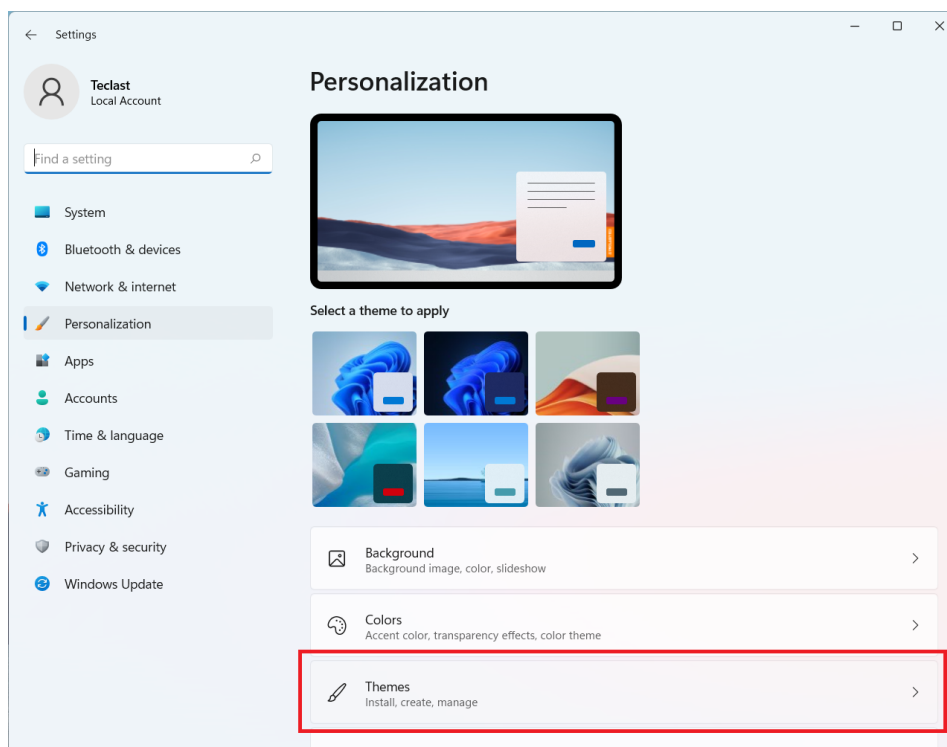 Settings
Teclast
Local Account
Find a setting
System
Bluetooth & devices
Network & internet
Personalization
Apps
Accounts
Time & language
Gaming
Accessibility
Privacy & security
Windows Update
Personalization
Select a theme to apply
Background
Background image, color, slideshow
Colors
Accent color, transparency effects, color theme
Themes
Install, create, manage